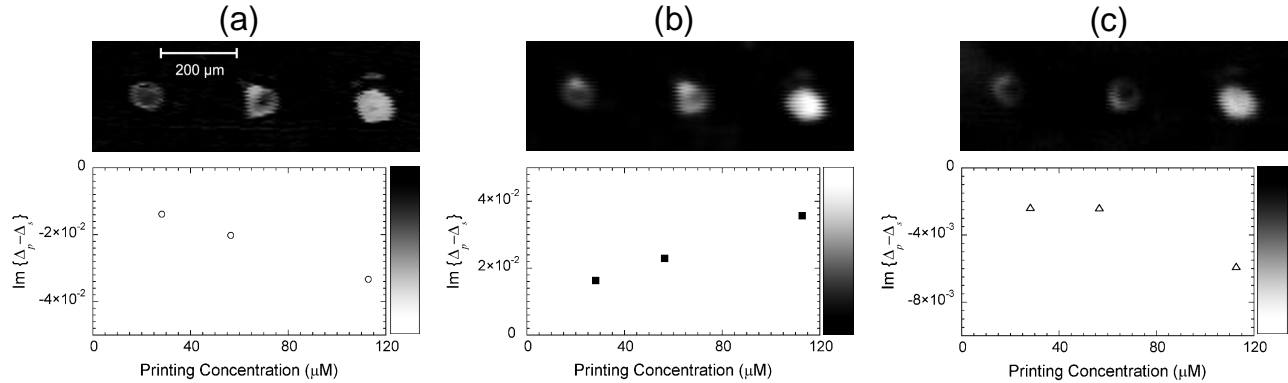 (a)
200 µm
0
-2×10⁻²
-4×10⁻²
Im {Δp–Δs}
0 40 80 120
Printing Concentration (µM)
(b)
4×10⁻²
2×10⁻²
0
Im {Δp–Δs}
0 40 80 120
Printing Concentration (µM)
(c)
0
-4×10⁻³
-8×10⁻³
Im {Δp–Δs}
0 40 80 120
Printing Concentration (µM)